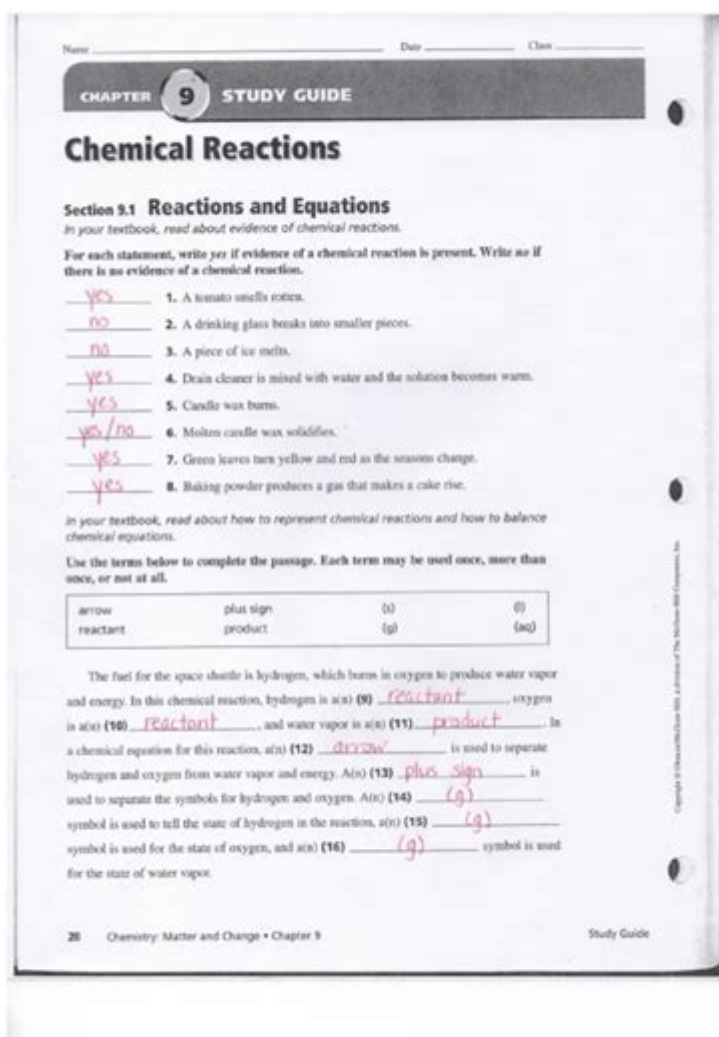 Name Date Class
CHAPTER 9 STUDY GUIDE
Chemical Reactions
Section 9.1 Reactions and Equations
In your textbook, read about evidence of chemical reactions.
For each statement, write yes if evidence of a chemical reaction is present. Write no if
there is no evidence of a chemical reaction.
yes 1. A tomato smells rotten.
no 2. A drinking glass breaks into smaller pieces.
no 3. A piece of ice melts.
yes 4. Drain cleaner is mixed with water and the solution becomes warm.
yes 5. Candle wax burns.
yes/no 6. Molten candle wax solidifies.
yes 7. Green leaves turn yellow and red as the seasons change.
yes 8. Baking powder produces a gas that makes a cake rise.
In your textbook, read about how to represent chemical reactions and how to balance
chemical equations.
Use the terms below to complete the passage. Each term may be used once, more than
once, or not at all.
arrow plus sign (s) (l)
reactant product (g) (aq)
The fuel for the space shuttle is hydrogen, which burns in oxygen to produce water vapor
and energy. In this chemical reaction, hydrogen is a(n) (9) reactant , oxygen
is a(n) (10) reactant , and water vapor is a(n) (11) product . In
a chemical equation for this reaction, a(n) (12) arrow is used to separate
hydrogen and oxygen from water vapor and energy. A(n) (13) plus sign is
used to separate the symbols for hydrogen and oxygen. A(n) (14) (g)
symbol is used to tell the state of hydrogen in the reaction, a(n) (15) (g)
symbol is used for the state of oxygen, and a(n) (16) (g) symbol is used
for the state of water vapor.
20 Chemistry: Matter and Change • Chapter 9 Study Guide
Copyright © Glencoe/McGraw-Hill, a division of The McGraw-Hill Companies, Inc.